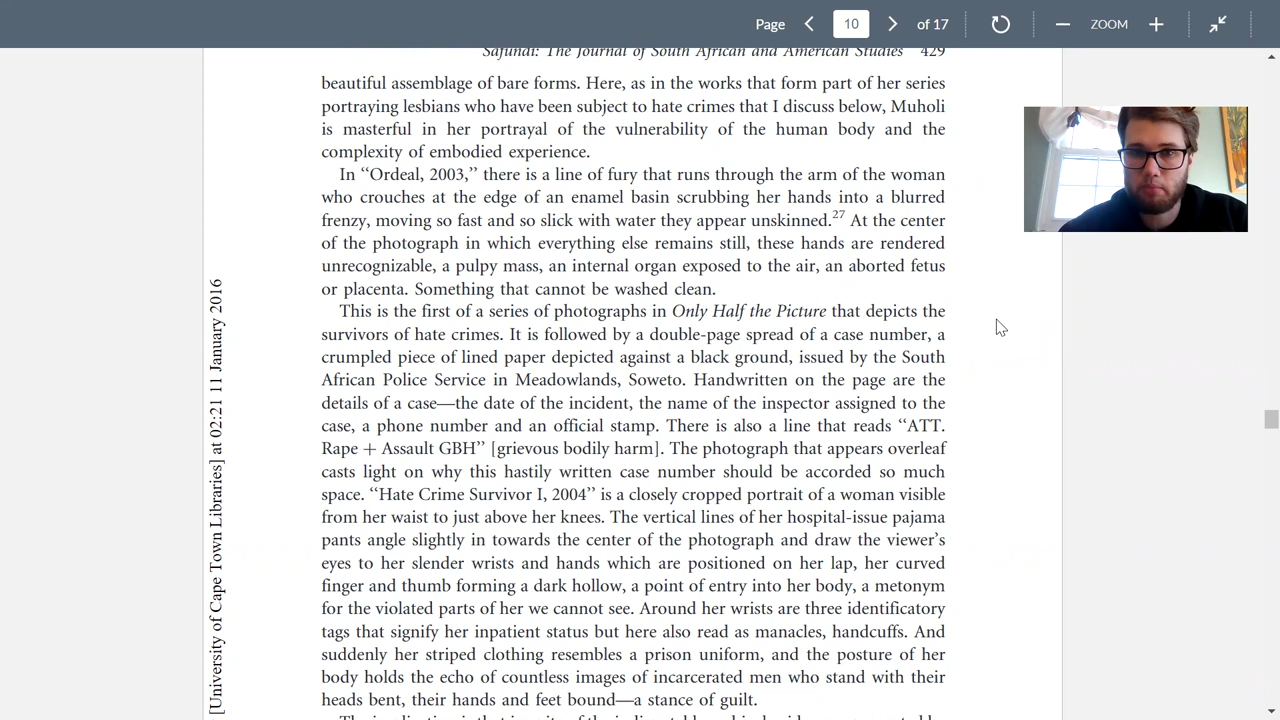 Page 10 of 17 ZOOM
Safundi: The Journal of South African and American Studies 429
beautiful assemblage of bare forms. Here, as in the works that form part of her series
portraying lesbians who have been subject to hate crimes that I discuss below, Muholi
is masterful in her portrayal of the vulnerability of the human body and the
complexity of embodied experience.
In ‘‘Ordeal, 2003,’’ there is a line of fury that runs through the arm of the woman
who crouches at the edge of an enamel basin scrubbing her hands into a blurred
frenzy, moving so fast and so slick with water they appear unskinned.27 At the center
of the photograph in which everything else remains still, these hands are rendered
unrecognizable, a pulpy mass, an internal organ exposed to the air, an aborted fetus
or placenta. Something that cannot be washed clean.
This is the first of a series of photographs in Only Half the Picture that depicts the
survivors of hate crimes. It is followed by a double-page spread of a case number, a
crumpled piece of lined paper depicted against a black ground, issued by the South
African Police Service in Meadowlands, Soweto. Handwritten on the page are the
details of a case—the date of the incident, the name of the inspector assigned to the
case, a phone number and an official stamp. There is also a line that reads ‘‘ATT.
Rape + Assault GBH’’ [grievous bodily harm]. The photograph that appears overleaf
casts light on why this hastily written case number should be accorded so much
space. ‘‘Hate Crime Survivor I, 2004’’ is a closely cropped portrait of a woman visible
from her waist to just above her knees. The vertical lines of her hospital-issue pajama
pants angle slightly in towards the center of the photograph and draw the viewer’s
eyes to her slender wrists and hands which are positioned on her lap, her curved
finger and thumb forming a dark hollow, a point of entry into her body, a metonym
for the violated parts of her we cannot see. Around her wrists are three identificatory
tags that signify her inpatient status but here also read as manacles, handcuffs. And
suddenly her striped clothing resembles a prison uniform, and the posture of her
body holds the echo of countless images of incarcerated men who stand with their
heads bent, their hands and feet bound—a stance of guilt.
[University of Cape Town Libraries] at 02:21 11 January 2016